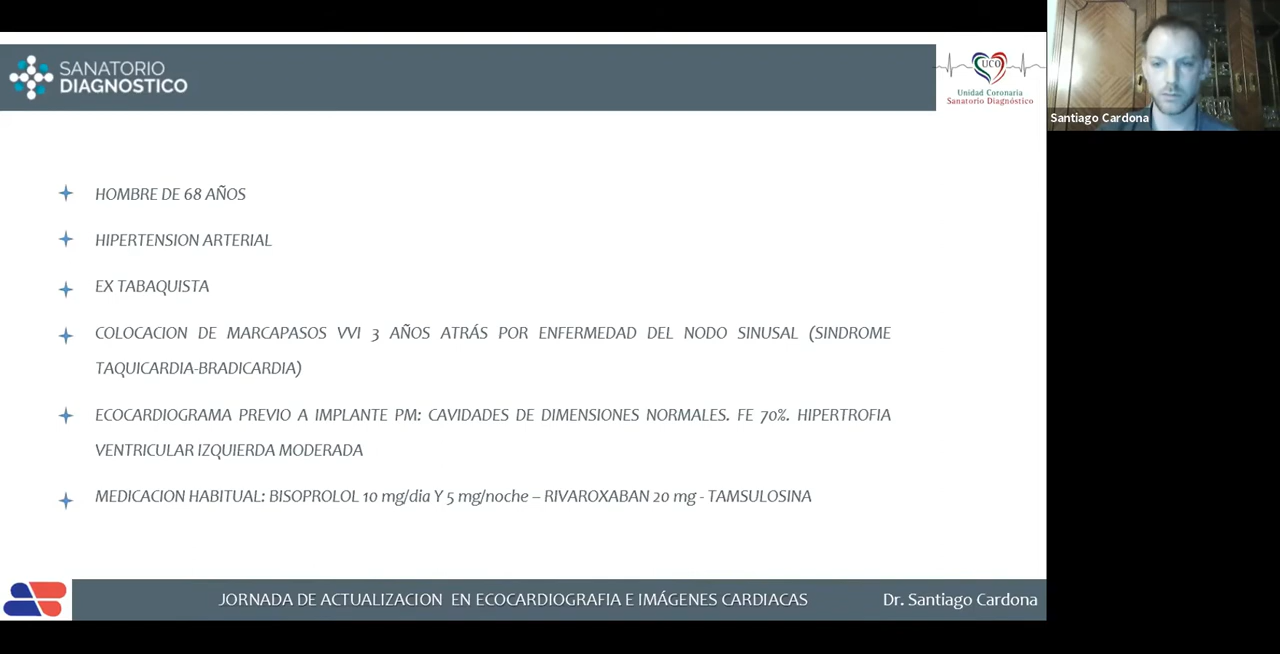 SANATORIO
DIAGNOSTICO
UCO
Unidad Coronaria
Sanatorio Diagnóstico
Santiago Cardona
HOMBRE DE 68 AÑOS
HIPERTENSION ARTERIAL
EX TABAQUISTA
COLOCACION DE MARCAPASOS VVI 3 AÑOS ATRÁS POR ENFERMEDAD DEL NODO SINUSAL (SINDROME
TAQUICARDIA-BRADICARDIA)
ECOCARDIOGRAMA PREVIO A IMPLANTE PM: CAVIDADES DE DIMENSIONES NORMALES. FE 70%. HIPERTROFIA
VENTRICULAR IZQUIERDA MODERADA
MEDICACION HABITUAL: BISOPROLOL 10 mg/dia Y 5 mg/noche – RIVAROXABAN 20 mg - TAMSULOSINA
JORNADA DE ACTUALIZACION EN ECOCARDIOGRAFIA E IMÁGENES CARDIACAS
Dr. Santiago Cardona